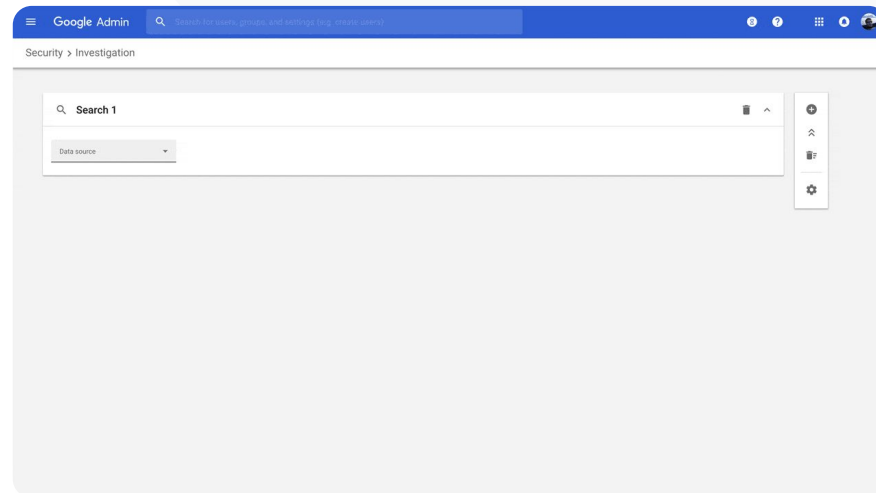 Google Admin
Search for users, groups, and settings (e.g. create users)
Security > Investigation
Search 1
Data source